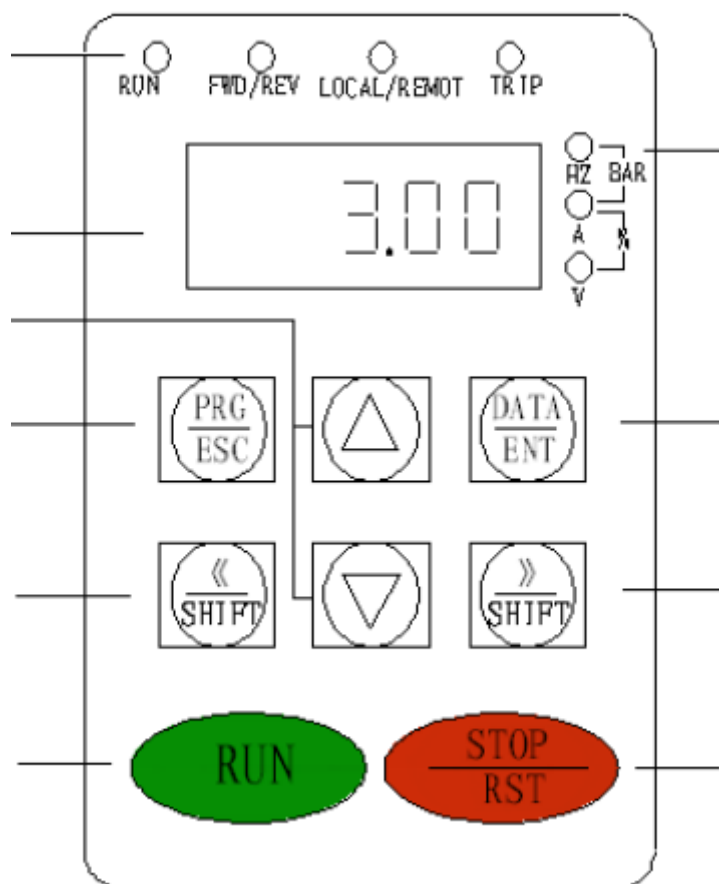 RUN FWD/REV LOCAL/REMOT TRIP
HZ BAR
3.00
A %
V
PRG
ESC
DATA
ENT
《
SHIFT
》
SHIFT
RUN
STOP
RST